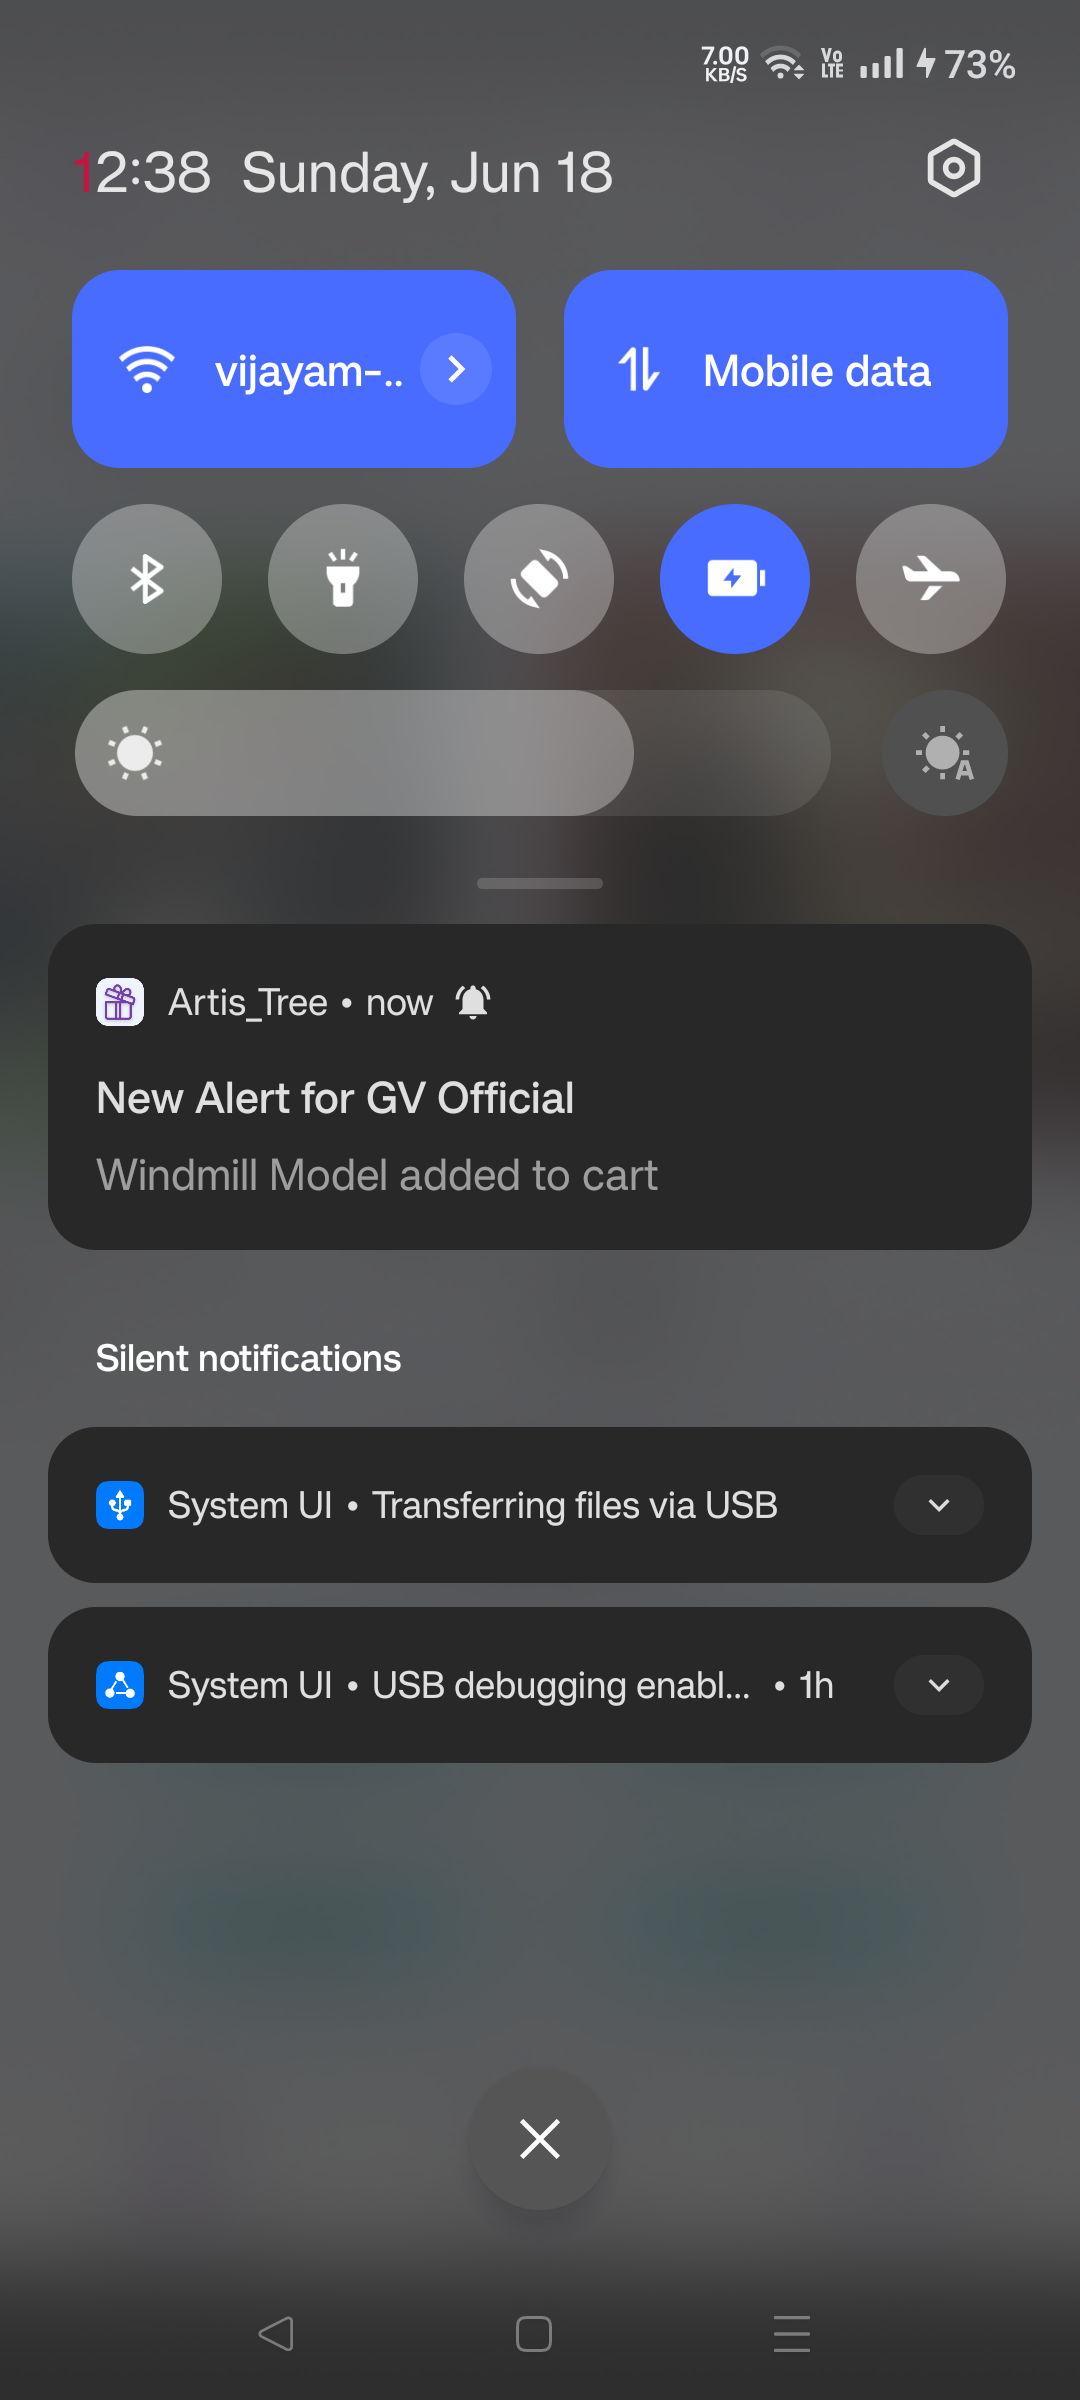 7.00
KB/S
Vo
LTE
73%
12:38 Sunday, Jun 18
vijayam-..
Mobile data
A
Artis_Tree • now
New Alert for GV Official
Windmill Model added to cart
Silent notifications
System UI • Transferring files via USB
System UI • USB debugging enabl... • 1h